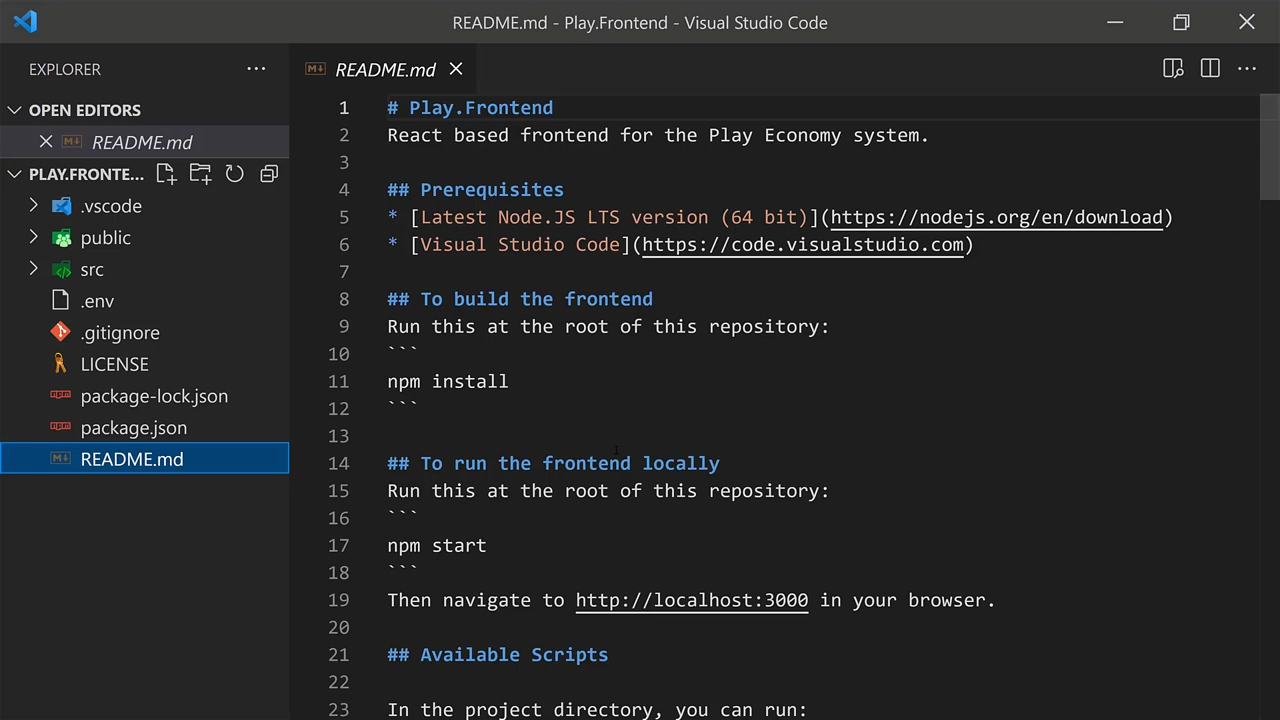 README.md - Play.Frontend - Visual Studio Code
EXPLORER
OPEN EDITORS
README.md
PLAY.FRONTE...
.vscode
public
src
.env
.gitignore
LICENSE
package-lock.json
package.json
README.md
README.md
1 # Play.Frontend
2 React based frontend for the Play Economy system.
3
4 ## Prerequisites
5 * [Latest Node.JS LTS version (64 bit)](https://nodejs.org/en/download)
6 * [Visual Studio Code](https://code.visualstudio.com)
7
8 ## To build the frontend
9 Run this at the root of this repository:
10 ```
11 npm install
12 ```
13
14 ## To run the frontend locally
15 Run this at the root of this repository:
16 ```
17 npm start
18 ```
19 Then navigate to http://localhost:3000 in your browser.
20
21 ## Available Scripts
22
23 In the project directory, you can run: